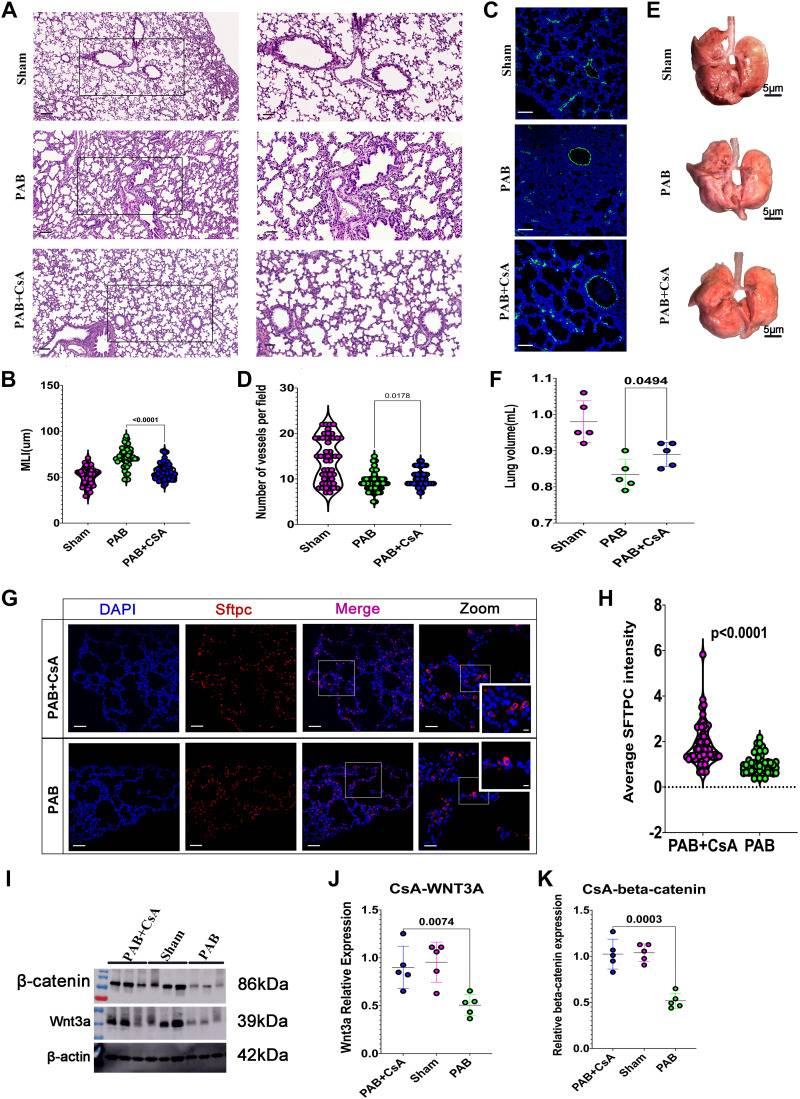 A
C
E
Sham
Sham
Sham
5μm
PAB
PAB
PAB
5μm
PAB+CsA
PAB+CsA
PAB+CsA
5μm
B
MLI(um)
150
100
50
0
<0.0001
Sham
PAB
PAB+CSA
D
Number of vessels per field
30
20
10
0
0.0178
Sham
PAB
PAB+CSA
F
Lung volume(mL)
1.1
1.0
0.9
0.8
0.7
0.0494
Sham
PAB
PAB+CsA
G
DAPI
Sftpc
Merge
Zoom
PAB+CsA
PAB
H
Average SFTPC intensity
8
6
4
2
0
-2
p<0.0001
PAB+CsA
PAB
I
PAB+CsA
Sham
PAB
β-catenin
86kDa
Wnt3a
39kDa
β-actin
42kDa
J
CsA-WNT3A
Wnt3a Relative Expression
1.5
1.0
0.5
0.0
0.0074
PAB+CsA
Sham
PAB
K
CsA-beta-catenin
Relative beta-catenin expression
1.5
1.0
0.5
0.0
0.0003
PAB+CsA
Sham
PAB